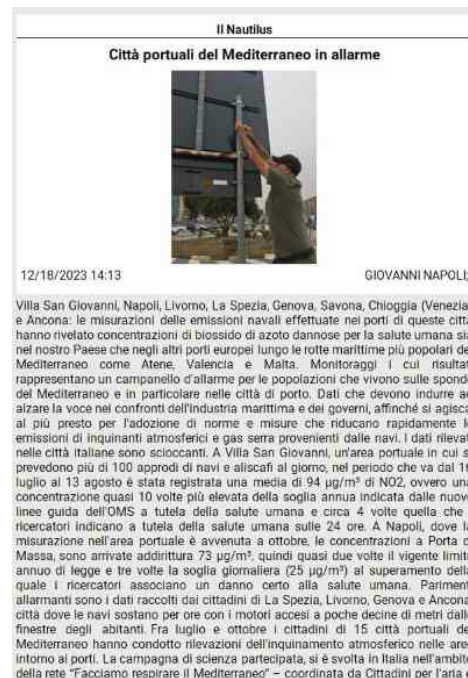 Il Nautilus
Città portuali del Mediterraneo in allarme
12/18/2023 14:13 GIOVANNI NAPOLI;
Villa San Giovanni, Napoli, Livorno, La Spezia, Genova, Savona, Chioggia (Venezia)
e Ancona: le misurazioni delle emissioni navali effettuate nei porti di queste città
hanno rivelato concentrazioni di biossido di azoto dannose per la salute umana sia
nel nostro Paese che negli altri porti europei lungo le rotte marittime più popolari del
Mediterraneo come Atene, Valencia e Malta. Monitoraggi i cui risultati
rappresentano un campanello d'allarme per le popolazioni che vivono sulle sponde
del Mediterraneo e in particolare nelle città di porto. Dati che devono indurre ad
alzare la voce nei confronti dell'industria marittima e dei governi, affinché si agisca
al più presto per l'adozione di norme e misure che riducano rapidamente le
emissioni di inquinanti atmosferici e gas serra provenienti dalle navi. I dati rilevati
nelle città italiane sono scioccanti. A Villa San Giovanni, un'area portuale in cui si
prevedono più di 100 approdi di navi e aliscafi al giorno, nel periodo che va dal
luglio al 13 agosto è stata registrata una media di 94 µg/m³ di NO2, ovvero una
concentrazione quasi 10 volte più elevata della soglia annua indicata dalle nuove
linee guida dell'OMS a tutela della salute umana e circa 4 volte quella che i
ricercatori indicano a tutela della salute umana sulle 24 ore. A Napoli, dove la
misurazione nell'area portuale è avvenuta a ottobre, le concentrazioni a Porta di
Massa, sono arrivate addirittura 73 µg/m³, quindi quasi due volte il vigente limite
annuo di legge e tre volte la soglia giornaliera (25 µg/m³) al superamento della
quale i ricercatori associano un danno certo alla salute umana. Parimenti
allarmanti sono i dati raccolti dai cittadini di La Spezia, Livorno, Genova e Ancona,
città dove le navi sostano per ore con i motori accesi a poche decine di metri dalle
finestre degli abitanti. Fra luglio e ottobre i cittadini di 15 città portuali del
Mediterraneo hanno condotto rilevazioni dell'inquinamento atmosferico nelle aree
intorno ai porti. La campagna di scienza partecipata, si è svolta in Italia nell'ambito
della rete "Facciamo respirare il Mediterraneo" – coordinata da Cittadini per l'aria e